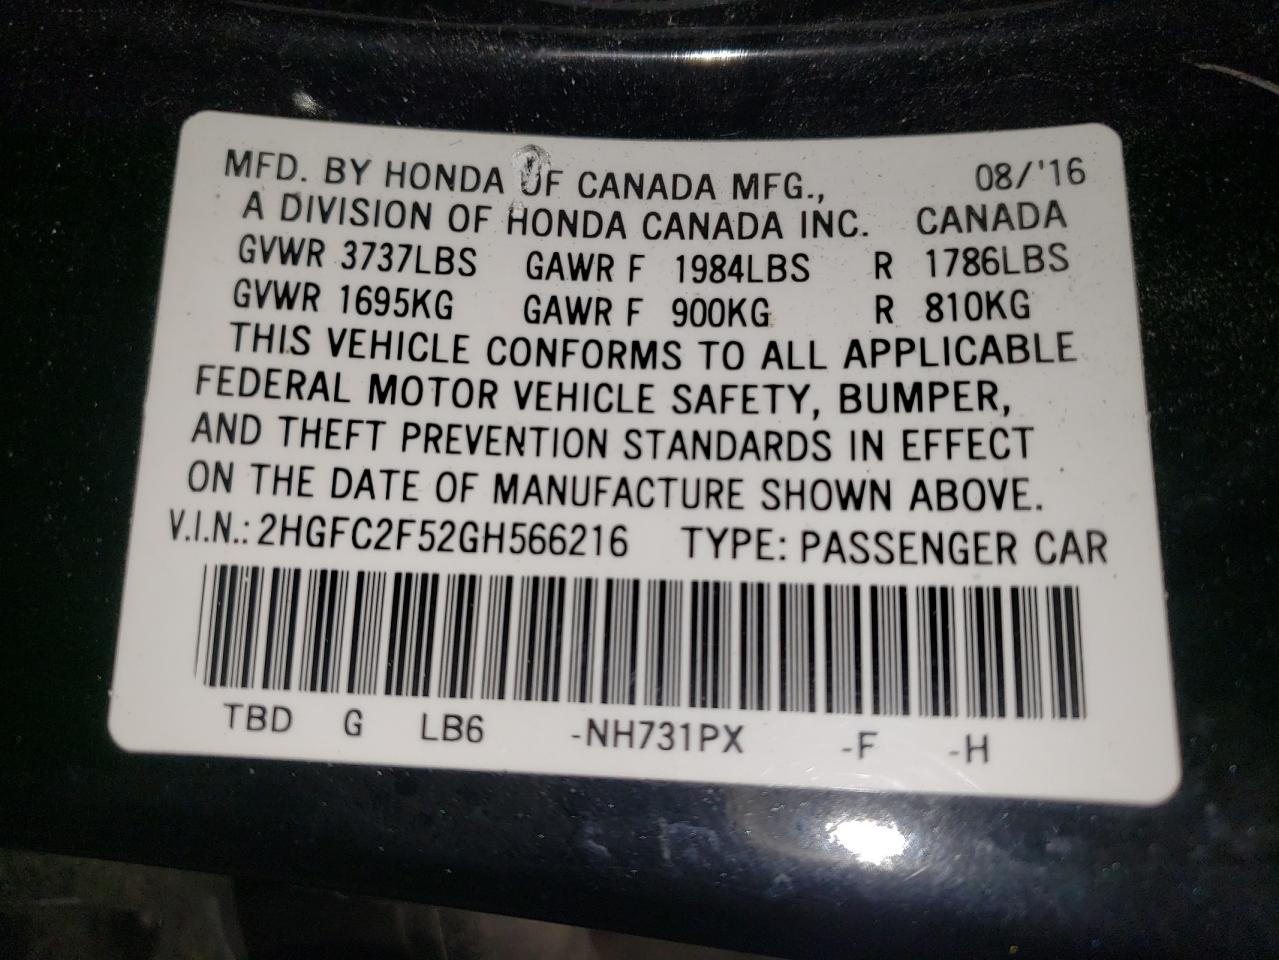 MFD. BY HONDA OF CANADA MFG., 08/'16
A DIVISION OF HONDA CANADA INC. CANADA
GVWR 3737LBS GAWR F 1984LBS R 1786LBS
GVWR 1695KG GAWR F 900KG R 810KG
THIS VEHICLE CONFORMS TO ALL APPLICABLE
FEDERAL MOTOR VEHICLE SAFETY, BUMPER,
AND THEFT PREVENTION STANDARDS IN EFFECT
ON THE DATE OF MANUFACTURE SHOWN ABOVE.
V.I.N.: 2HGFC2F52GH566216 TYPE: PASSENGER CAR
TBD G LB6 -NH731PX -F -H